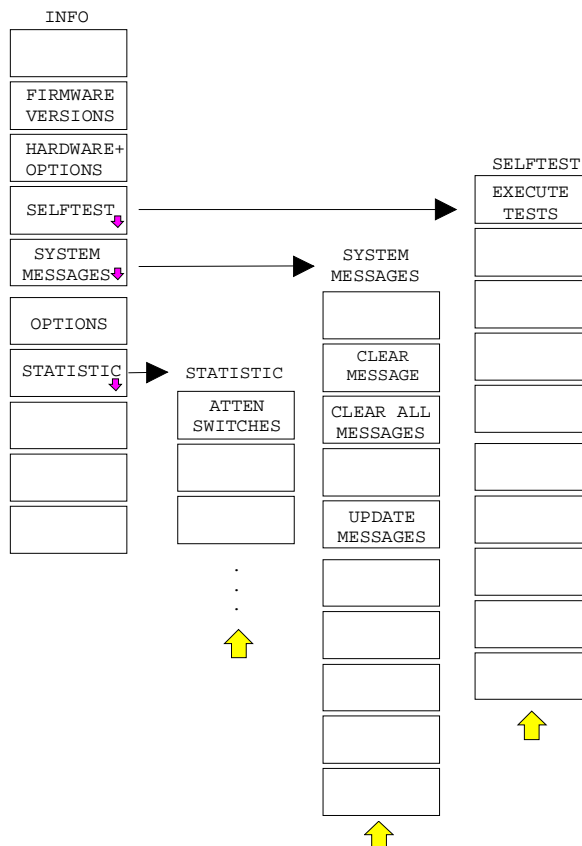 INFO
FIRMWARE
VERSIONS
HARDWARE+
OPTIONS
SELFTEST
SYSTEM
MESSAGES
OPTIONS
STATISTIC
STATISTIC
ATTEN
SWITCHES
.
.
.
SYSTEM
MESSAGES
CLEAR
MESSAGE
CLEAR ALL
MESSAGES
UPDATE
MESSAGES
SELFTEST
EXECUTE
TESTS